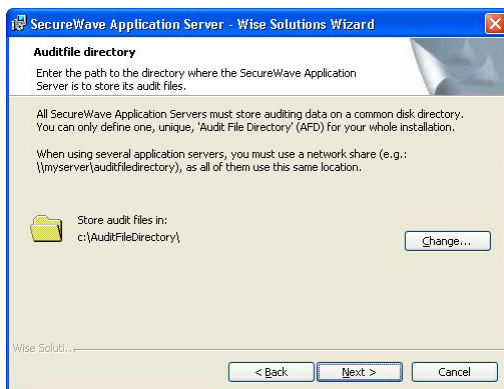 SecureWave Application Server - Wise Solutions Wizard
Auditfile directory
Enter the path to the directory where the SecureWave Application
Server is to store its audit files.
All SecureWave Application Servers must store auditing data on a common disk directory.
You can only define one, unique, 'Audit File Directory' (AFD) for your whole installation.
When using several application servers, you must use a network share (e.g.:
\\myserver\auditfiledirectory), as all of them use this same location.
Store audit files in:
c:\AuditFileDirectory\
Change...
Wise Soluti...
< Back
Next >
Cancel